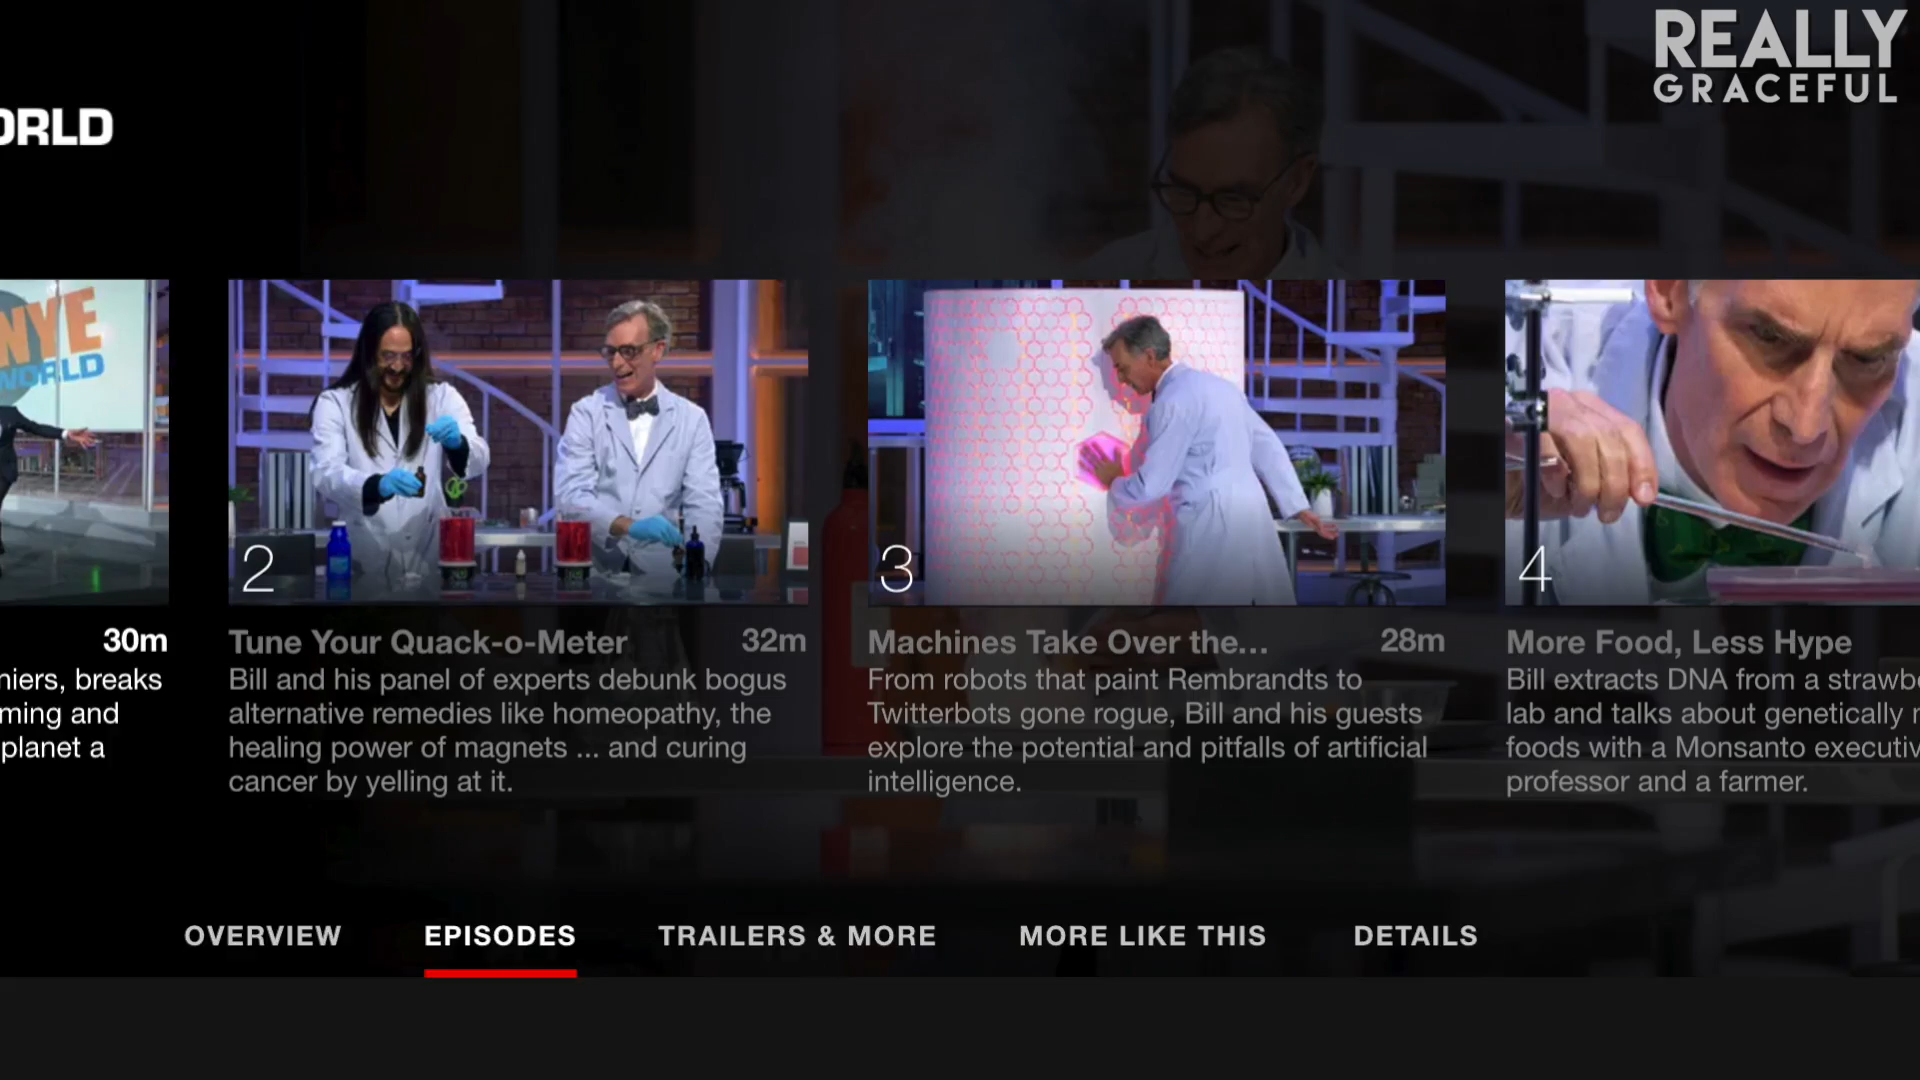 REALLY
GRACEFUL
ORLD
NYE
WORLD
30m
niers, breaks
ming and
planet a
2
Tune Your Quack-o-Meter
32m
Bill and his panel of experts debunk bogus
alternative remedies like homeopathy, the
healing power of magnets ... and curing
cancer by yelling at it.
3
Machines Take Over the...
28m
From robots that paint Rembrandts to
Twitterbots gone rogue, Bill and his guests
explore the potential and pitfalls of artificial
intelligence.
4
More Food, Less Hype
Bill extracts DNA from a strawbe
lab and talks about genetically
foods with a Monsanto executiv
professor and a farmer.
OVERVIEW
EPISODES
TRAILERS & MORE
MORE LIKE THIS
DETAILS